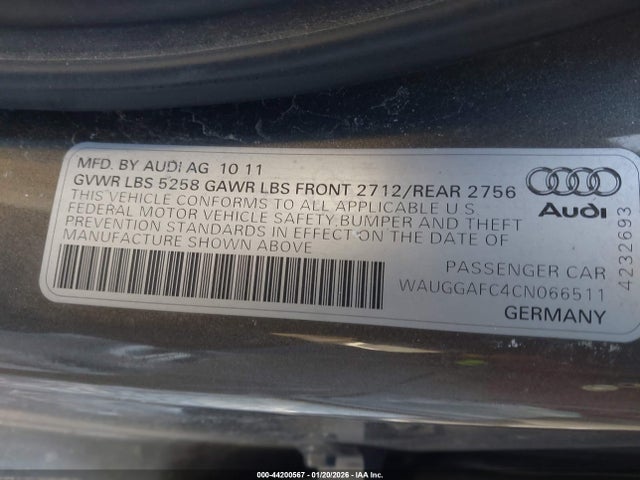 MFD. BY AUDI AG 10 11
GVWR LBS 5258 GAWR LBS FRONT 2712/REAR 2756
THIS VEHICLE CONFORMS TO ALL APPLICABLE U S
FEDERAL MOTOR VEHICLE SAFETY,BUMPER AND THEFT
PREVENTION STANDARDS IN EFFECT ON THE DATE OF
MANUFACTURE SHOWN ABOVE
Audi
4232693
PASSENGER CAR
WAUGGAFC4CN066511
GERMANY
000-44200567 - 01/20/2026 - IAA Inc.